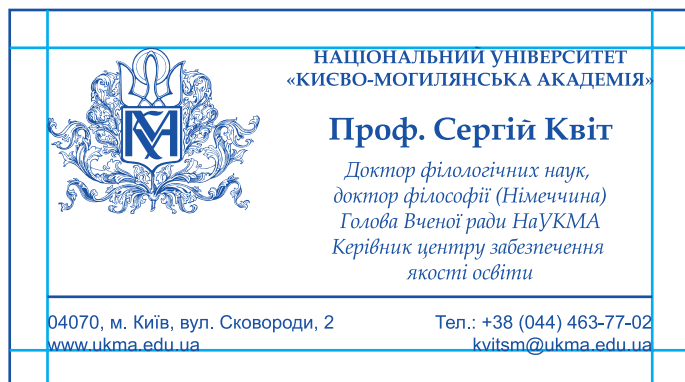 НАЦІОНАЛЬНИЙ УНІВЕРСИТЕТ
«КИЄВО-МОГИЛЯНСЬКА АКАДЕМІЯ»
Проф. Сергій Квіт
Доктор філологічних наук,
доктор філософії (Німеччина)
Голова Вченої ради НаУКМА
Керівник центру забезпечення
якості освіти
04070, м. Київ, вул. Сковороди, 2
Тел.: +38 (044) 463-77-02
www.ukma.edu.ua
kvitsm@ukma.edu.ua